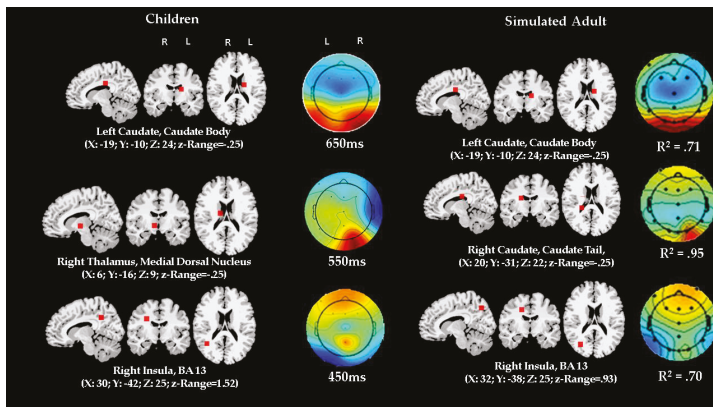 Children
Simulated Adult
R L R L
L R
Left Caudate, Caudate Body
(X: -19; Y: -10; Z: 24; z-Range=-.25)
650ms
Left Caudate, Caudate Body
(X: -19; Y: -10; Z: 24; z-Range=-.25)
R² = .71
Right Thalamus, Medial Dorsal Nucleus
(X: 6; Y: -16; Z: 9; z-Range=-.25)
550ms
Right Caudate, Caudate Tail,
(X: 20; Y: -31; Z: 22; z-Range=-.25)
R² = .95
Right Insula, BA 13
(X: 30; Y: -42; Z: 25; z-Range=1.52)
450ms
Right Insula, BA 13
(X: 32; Y: -38; Z: 25; z-Range=.93)
R² = .70